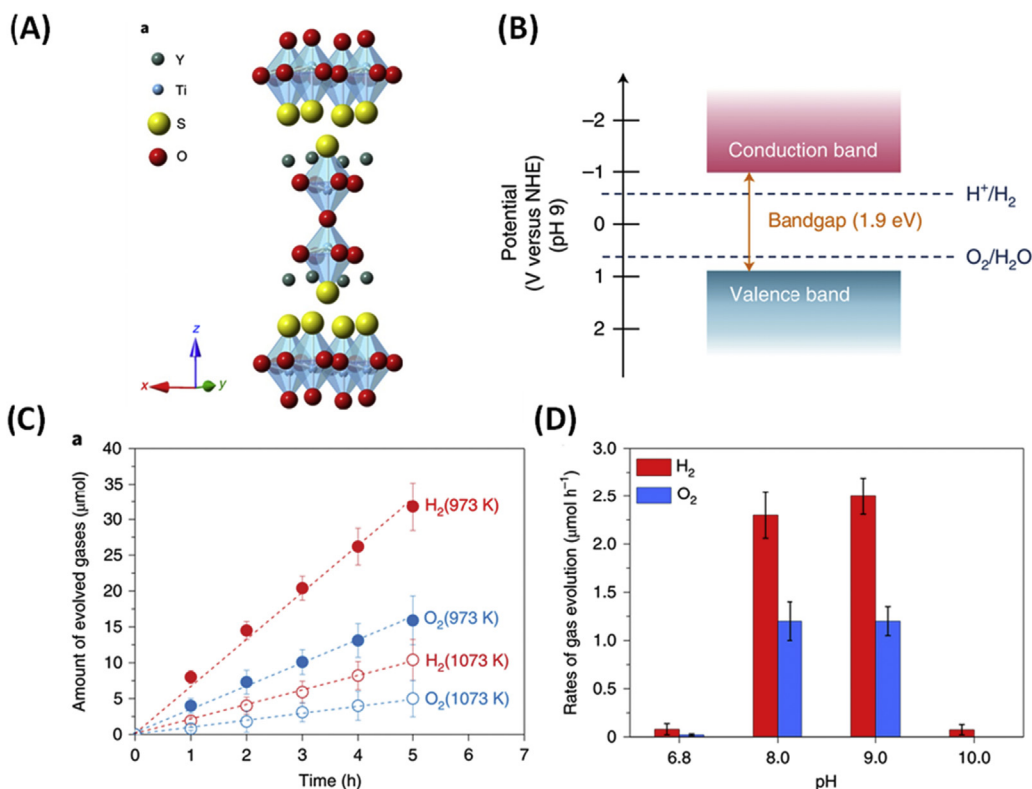 (A)
a
Y
Ti
S
O
z
x
y
(B)
Potential
(V versus NHE)
(pH 9)
−2
−1
0
1
2
Conduction band
H⁺/H₂
Bandgap (1.9 eV)
O₂/H₂O
Valence band
(C)
a
Amount of evolved gases (μmol)
40
35
30
25
20
15
10
5
0
H₂(973 K)
O₂(973 K)
H₂(1073 K)
O₂(1073 K)
0 1 2 3 4 5 6 7
Time (h)
(D)
Rates of gas evolution (μmol h⁻¹)
3.0
2.5
2.0
1.5
1.0
0.5
0
H₂
O₂
6.8 8.0 9.0 10.0
pH